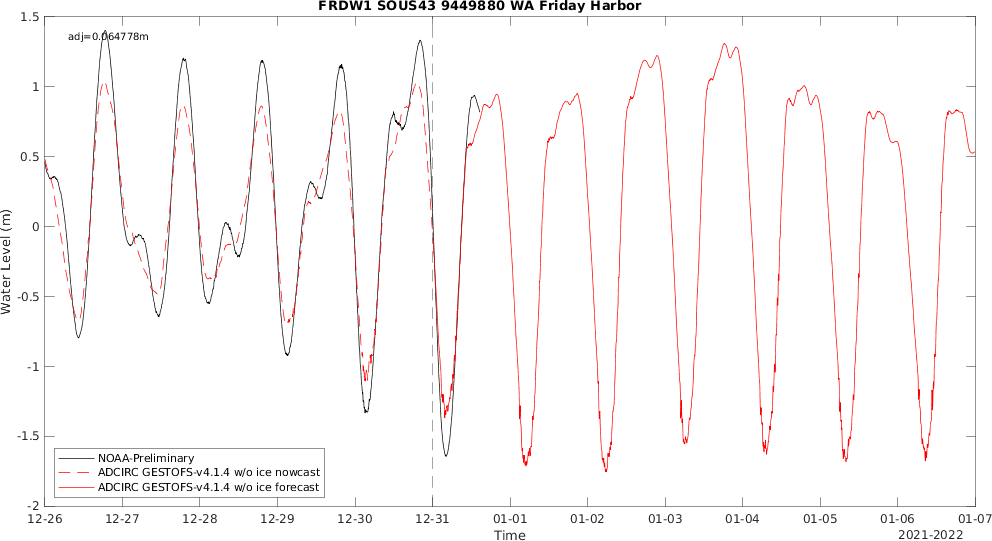 FRDW1 SOUS43 9449880 WA Friday Harbor
adj=0.064778m
1.5
1
0.5
0
-0.5
-1
-1.5
-2
Water Level (m)
NOAA-Preliminary
ADCIRC GESTOFS-v4.1.4 w/o ice nowcast
ADCIRC GESTOFS-v4.1.4 w/o ice forecast
12-26 12-27 12-28 12-29 12-30 12-31 01-01 01-02 01-03 01-04 01-05 01-06 01-07
Time
2021-2022